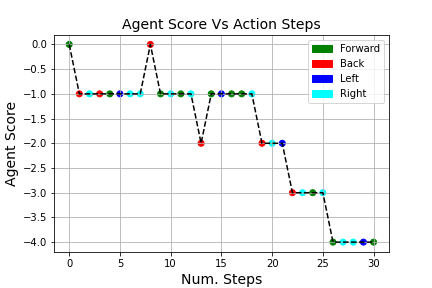 Agent Score Vs Action Steps
Forward
Back
Left
Right
Agent Score
0.0
−0.5
−1.0
−1.5
−2.0
−2.5
−3.0
−3.5
−4.0
0 5 10 15 20 25 30
Num. Steps